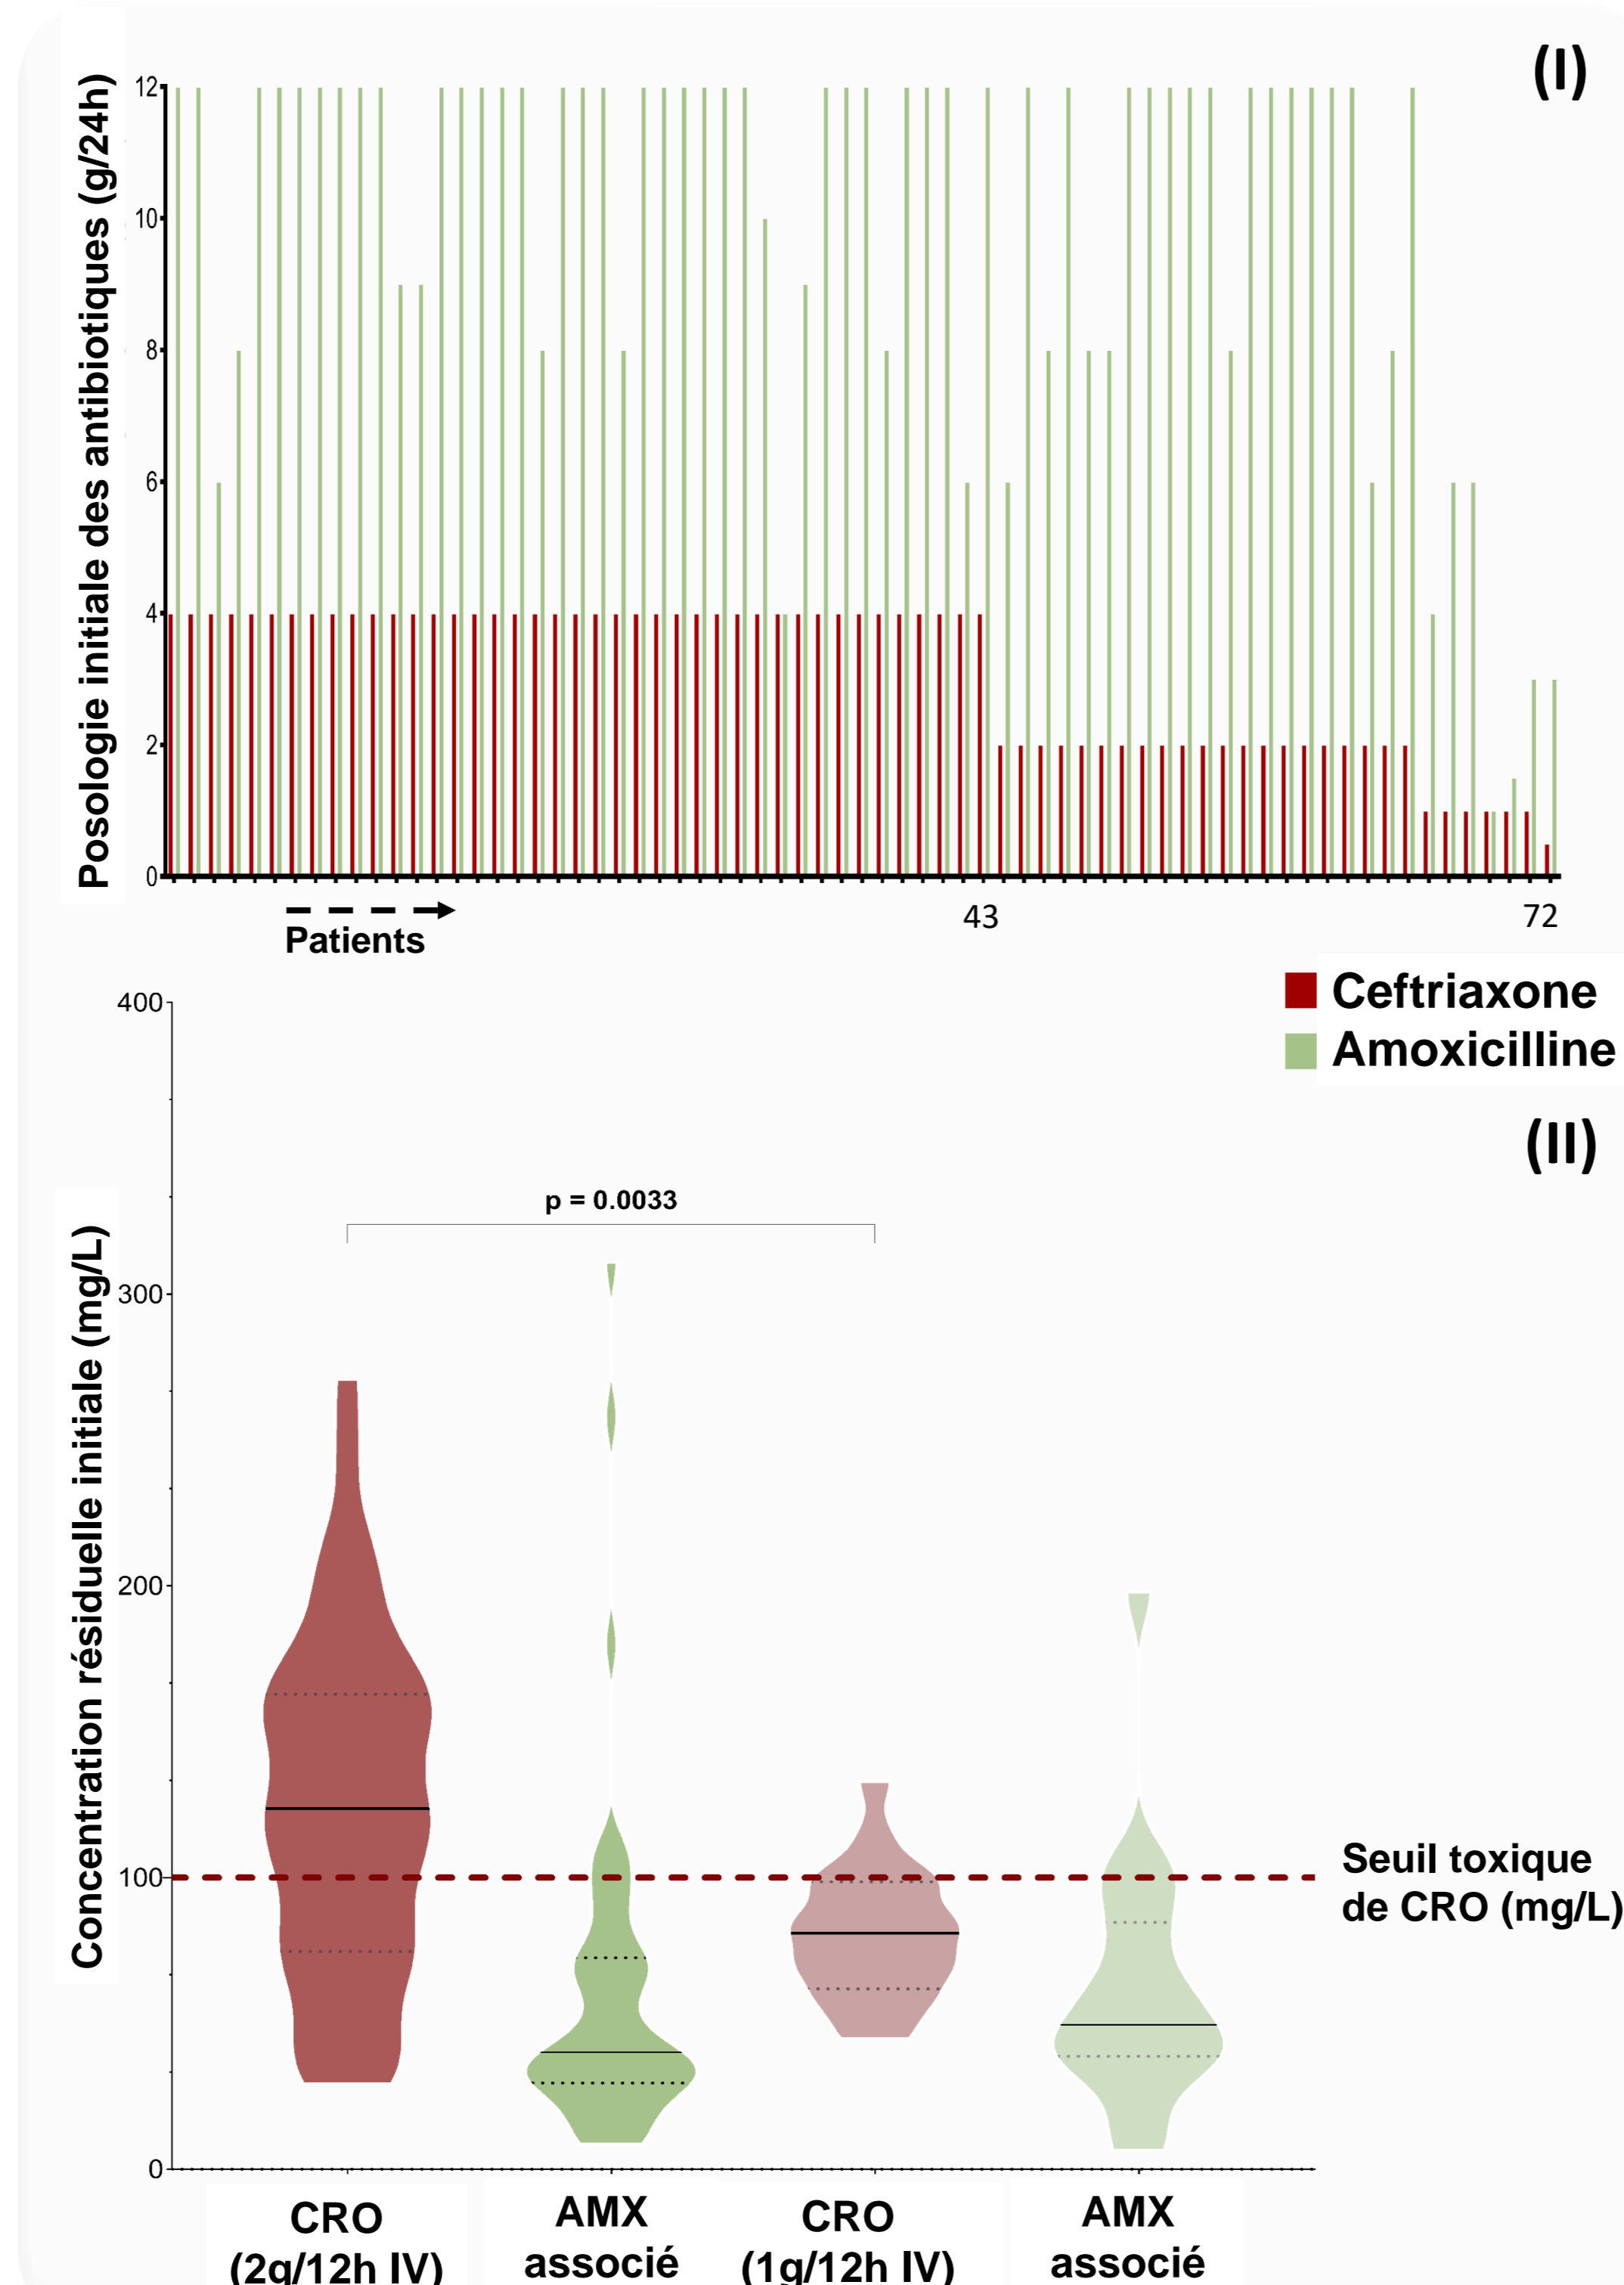 (I)
Posologie initiale des antibiotiques (g/24h)
12
10
8
6
4
2
0
43
72
Patients
Ceftriaxone
Amoxicilline
(II)
Concentration résiduelle initiale (mg/L)
400
300
200
100
0
p = 0.0033
Seuil toxique
de CRO (mg/L)
CRO
(2g/12h IV)
AMX
associé
CRO
(1g/12h IV)
AMX
associé